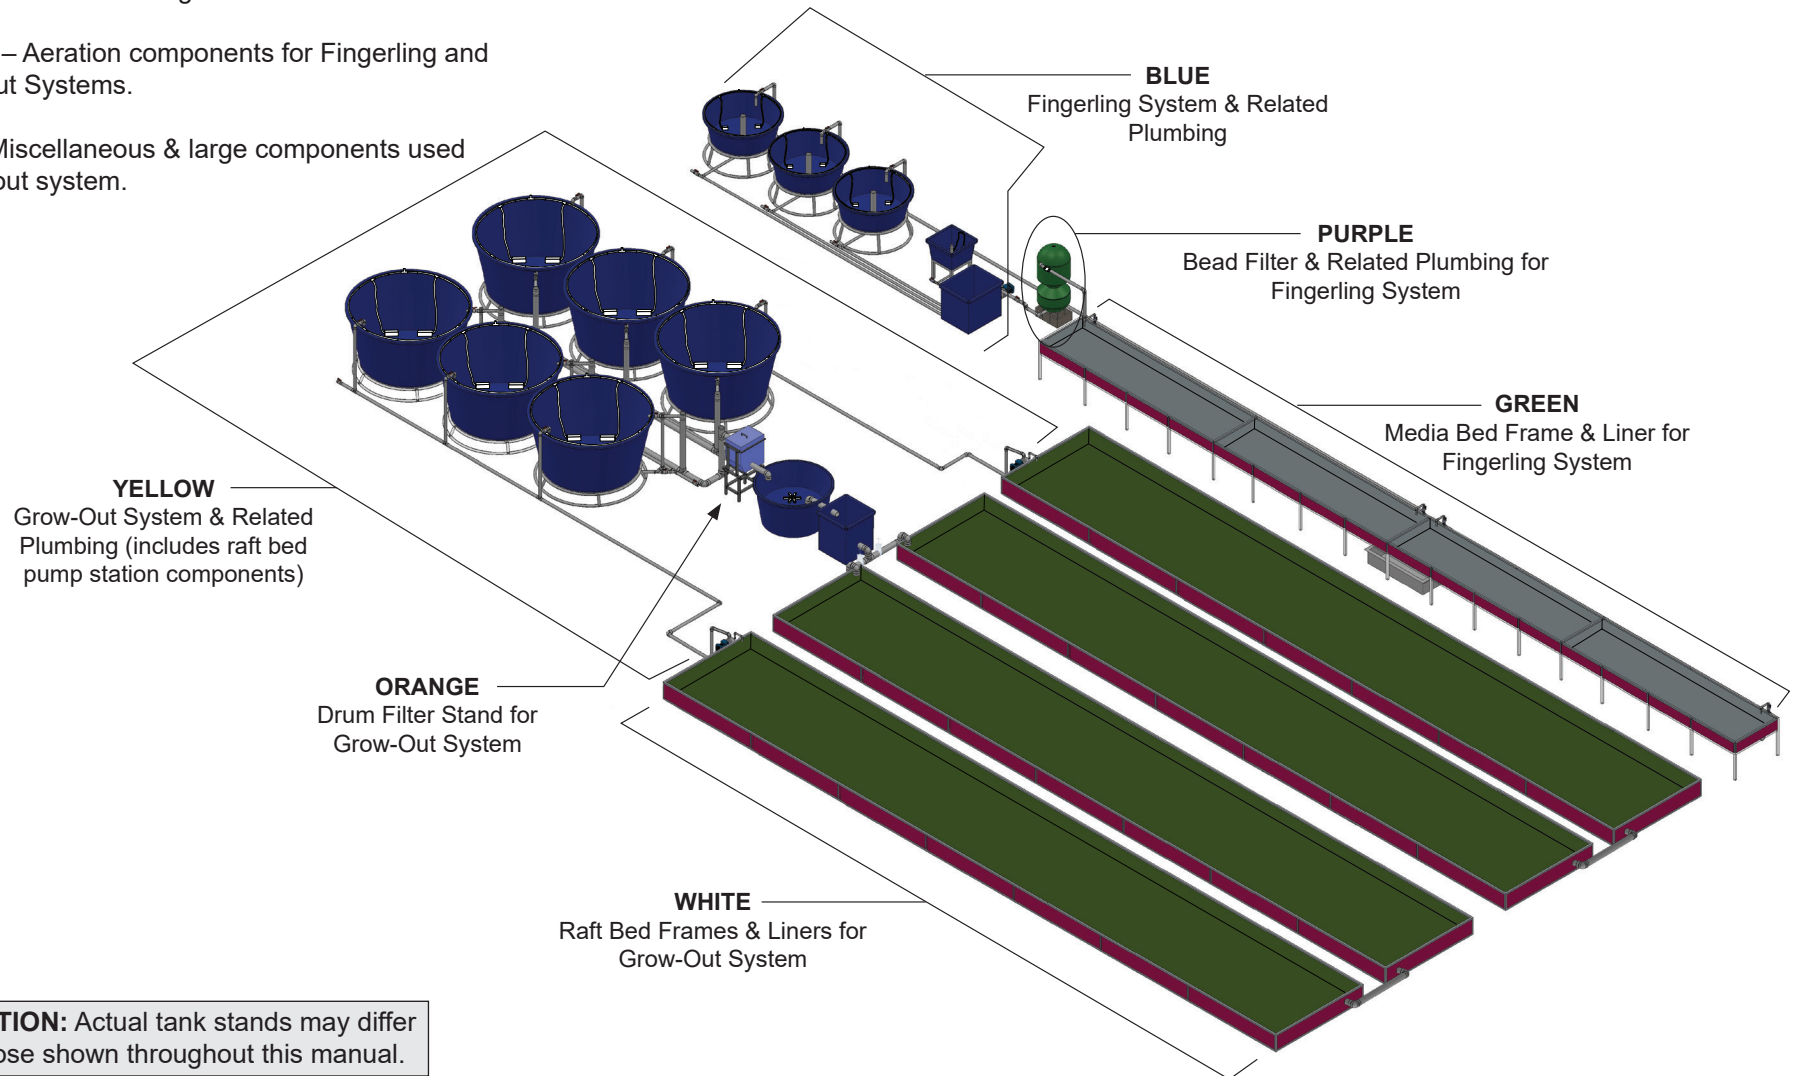 – Aeration components for Fingerling and
ut Systems.
Miscellaneous & large components used
out system.
BLUE
Fingerling System & Related
Plumbing
PURPLE
Bead Filter & Related Plumbing for
Fingerling System
GREEN
Media Bed Frame & Liner for
Fingerling System
YELLOW
Grow-Out System & Related
Plumbing (includes raft bed
pump station components)
ORANGE
Drum Filter Stand for
Grow-Out System
WHITE
Raft Bed Frames & Liners for
Grow-Out System
TION: Actual tank stands may differ
ose shown throughout this manual.